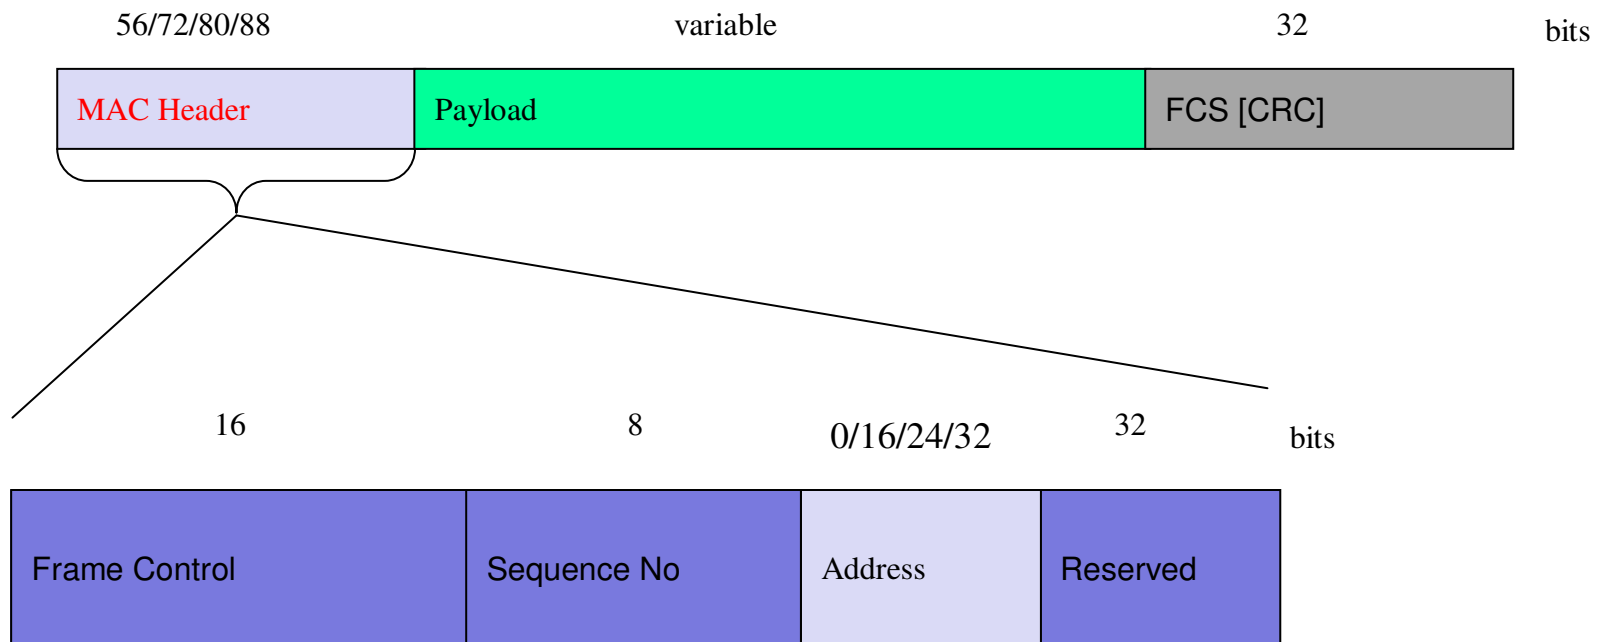 56/72/80/88 variable 32 bits
MAC Header Payload FCS [CRC]
16 8 0/16/24/32 32 bits
Frame Control Sequence No Address Reserved